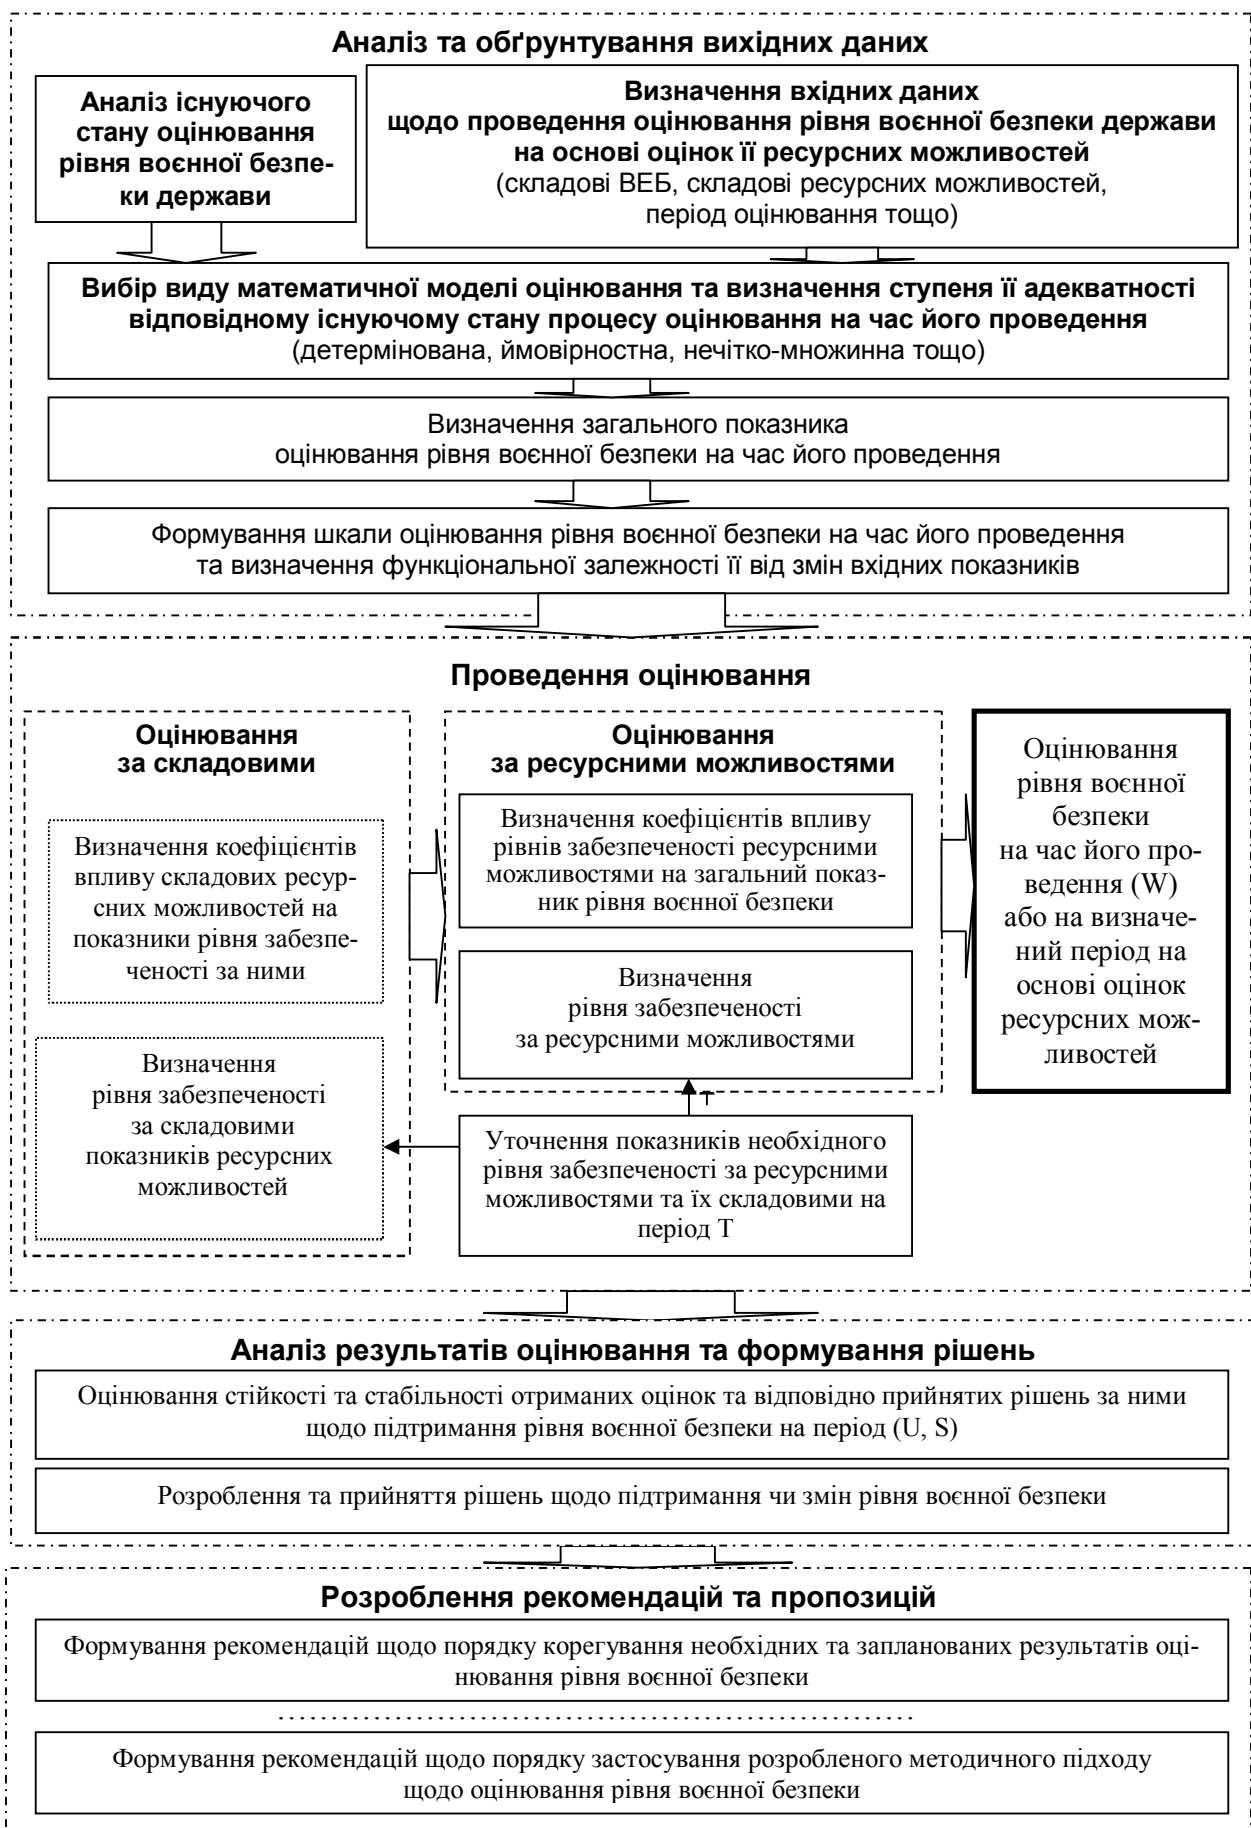 Аналіз та обґрунтування вихідних даних
Аналіз існуючого
стану оцінювання
рівня воєнної безпе-
ки держави
Визначення вхідних даних
щодо проведення оцінювання рівня воєнної безпеки держави
на основі оцінок її ресурсних можливостей
(складові ВЕБ, складові ресурсних можливостей,
період оцінювання тощо)
Вибір виду математичної моделі оцінювання та визначення ступеня її адекватності
відповідному існуючому стану процесу оцінювання на час його проведення
(детермінована, ймовірностна, нечітко-множинна тощо)
Визначення загального показника
оцінювання рівня воєнної безпеки на час його проведення
Формування шкали оцінювання рівня воєнної безпеки на час його проведення
та визначення функціональної залежності її від змін вхідних показників
Проведення оцінювання
Оцінювання
за складовими
Визначення коефіцієнтів
впливу складових ресур-
сних можливостей на
показники рівня забезпе-
ченості за ними
Визначення
рівня забезпеченості
за складовими
показників ресурсних
можливостей
Оцінювання
за ресурсними можливостями
Визначення коефіцієнтів впливу
рівнів забезпеченості ресурсними
можливостями на загальний показ-
ник рівня воєнної безпеки
Визначення
рівня забезпеченості
за ресурсними можливостями
Уточнення показників необхідного
рівня забезпеченості за ресурсними
можливостями та їх складовими на
період Т
Оцінювання
рівня воєнної
безпеки
на час його про-
ведення (W)
або на визначе-
ний період на
основі оцінок
ресурсних мож-
ливостей
Аналіз результатів оцінювання та формування рішень
Оцінювання стійкості та стабільності отриманих оцінок та відповідно прийнятих рішень за ними
щодо підтримання рівня воєнної безпеки на період (U, S)
Розроблення та прийняття рішень щодо підтримання чи змін рівня воєнної безпеки
Розроблення рекомендацій та пропозицій
Формування рекомендацій щодо порядку корегування необхідних та запланованих результатів оці-
нювання рівня воєнної безпеки
Формування рекомендацій щодо порядку застосування розробленого методичного підходу
щодо оцінювання рівня воєнної безпеки